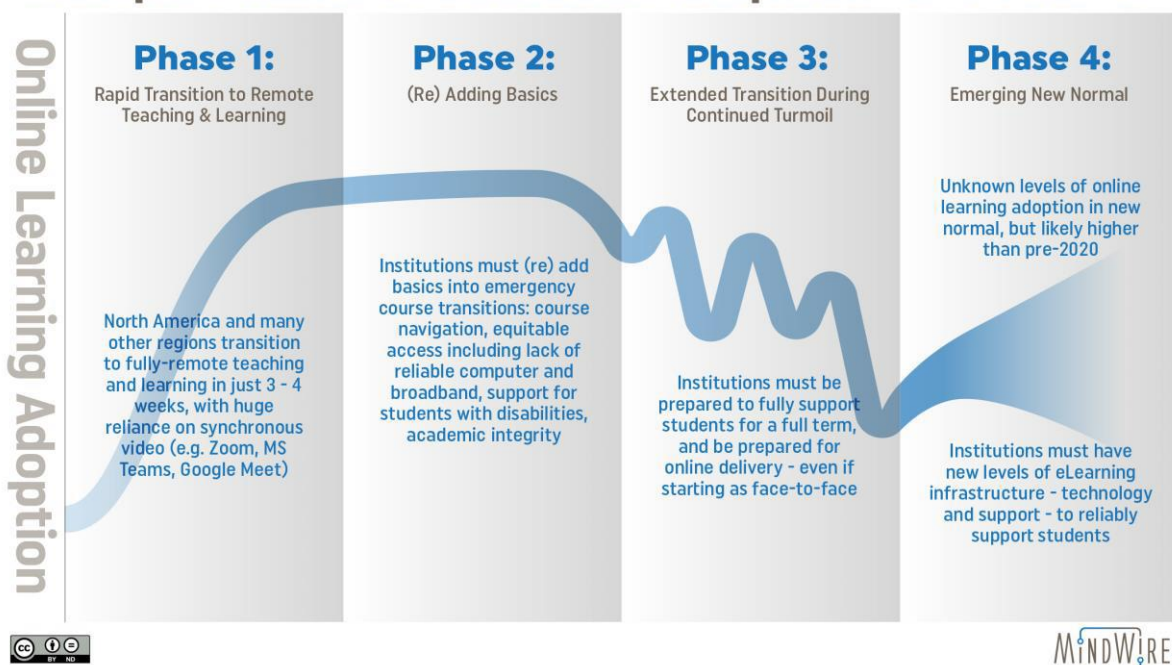 Online Learning Adoption
Phase 1:
Rapid Transition to Remote
Teaching & Learning
North America and many
other regions transition
to fully-remote teaching
and learning in just 3 - 4
weeks, with huge
reliance on synchronous
video (e.g. Zoom, MS
Teams, Google Meet)
Phase 2:
(Re) Adding Basics
Institutions must (re) add
basics into emergency
course transitions: course
navigation, equitable
access including lack of
reliable computer and
broadband, support for
students with disabilities,
academic integrity
Phase 3:
Extended Transition During
Continued Turmoil
Institutions must be
prepared to fully support
students for a full term,
and be prepared for
online delivery - even if
starting as face-to-face
Phase 4:
Emerging New Normal
Unknown levels of online
learning adoption in new
normal, but likely higher
than pre-2020
Institutions must have
new levels of eLearning
infrastructure - technology
and support - to reliably
support students
cc
BY ND
MiNDWiRE